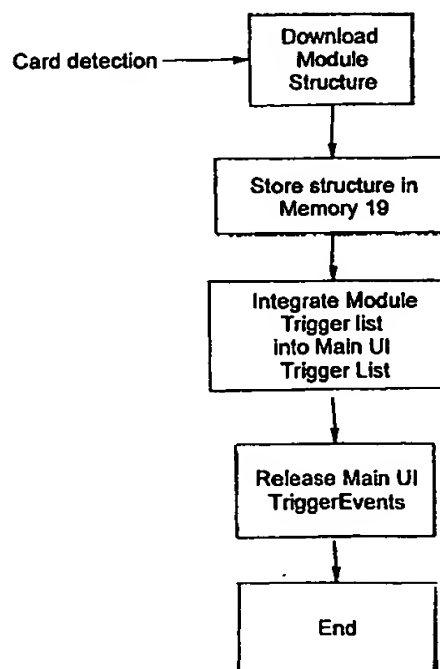 Download
Module
Structure
Card detection
Store structure in
Memory 19
Integrate Module
Trigger list
into Main UI
Trigger List
Release Main UI
TriggerEvents
End